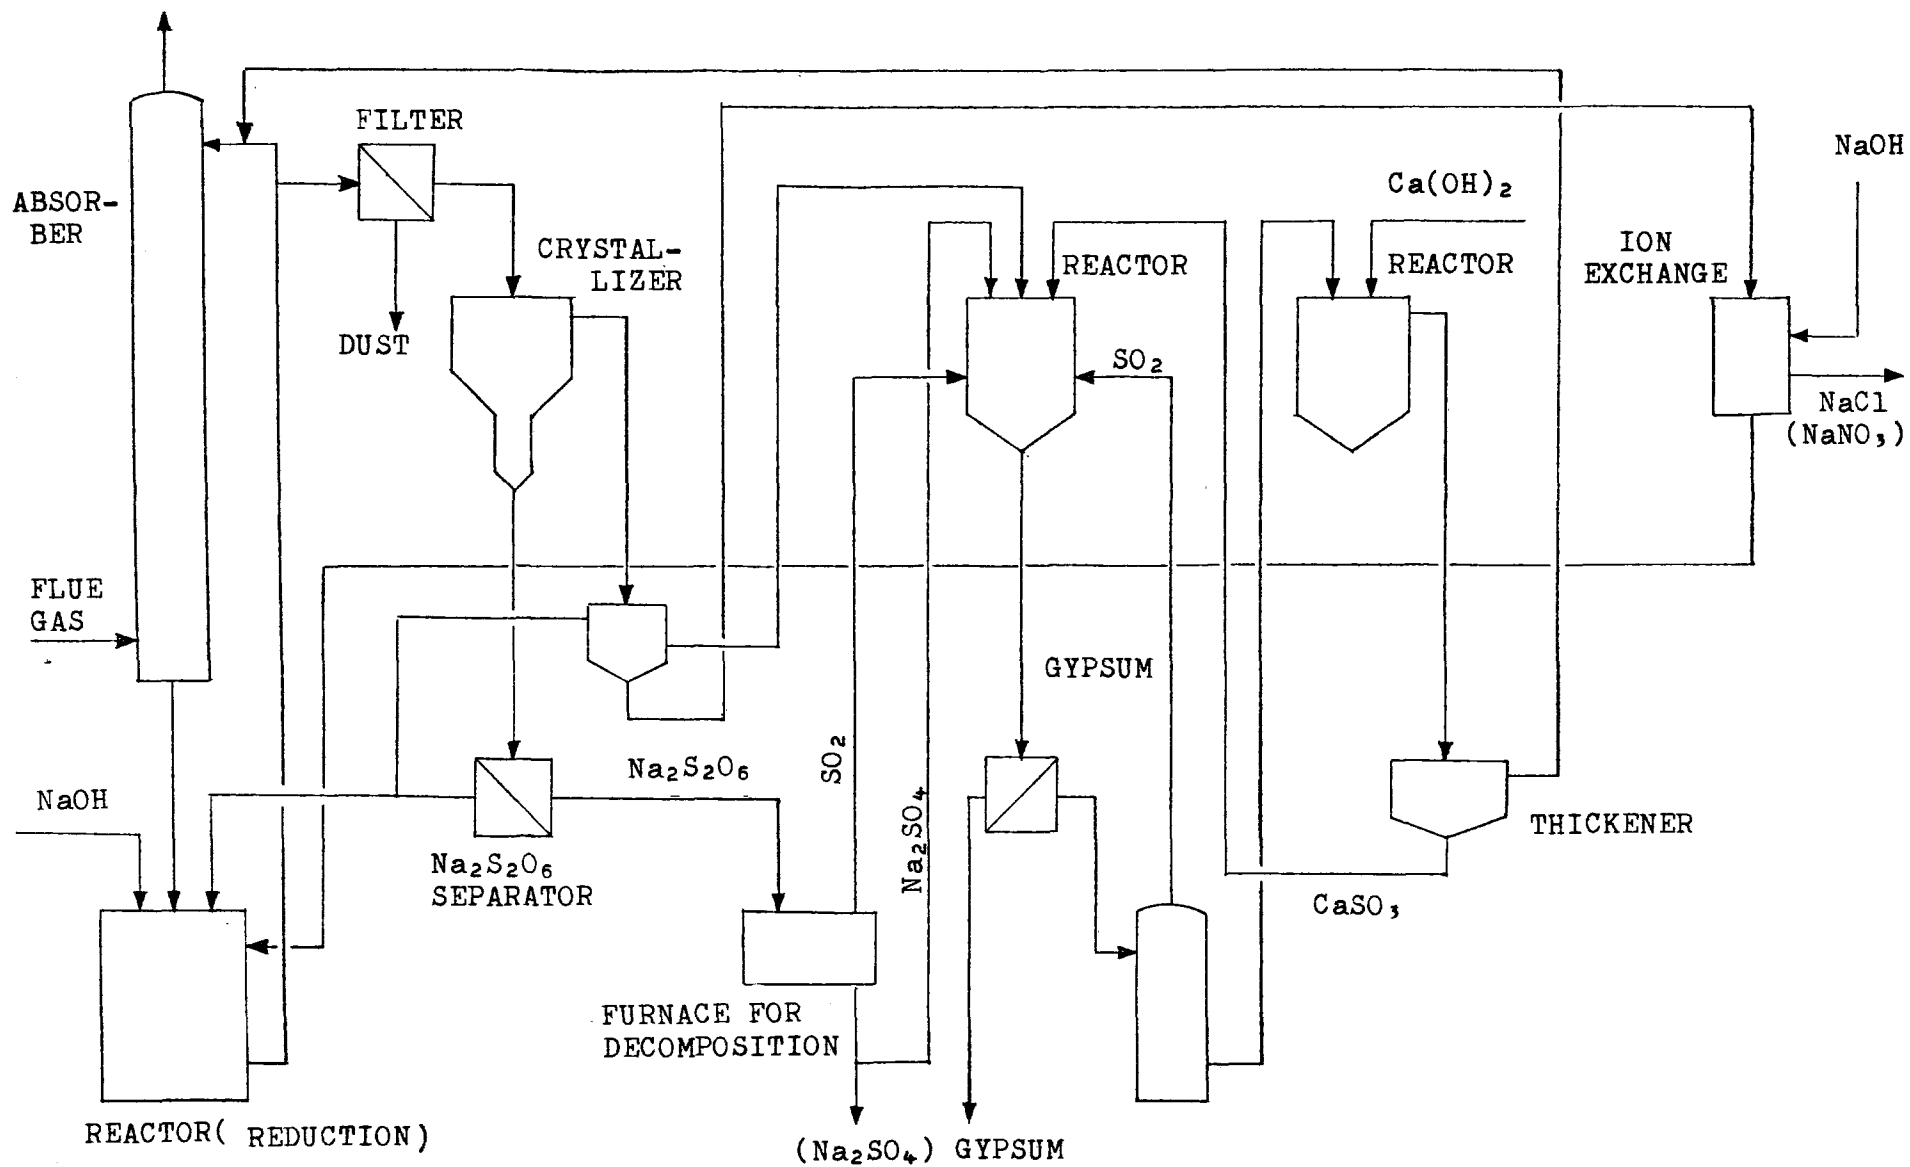 FILTER
NaOH
Ca(OH)₂
ABSOR-
BER
CRYSTAL-
LIZER
REACTOR
REACTOR
ION
EXCHANGE
DUST
SO₂
NaCl
(NaNO₃)
FLUE
GAS
GYPSUM
SO₂
Na₂S₂O₆
NaOH
Na₂SO₄
THICKENER
Na₂S₂O₆
SEPARATOR
CaSO₃
FURNACE FOR
DECOMPOSITION
REACTOR( REDUCTION)
(Na₂SO₄) GYPSUM